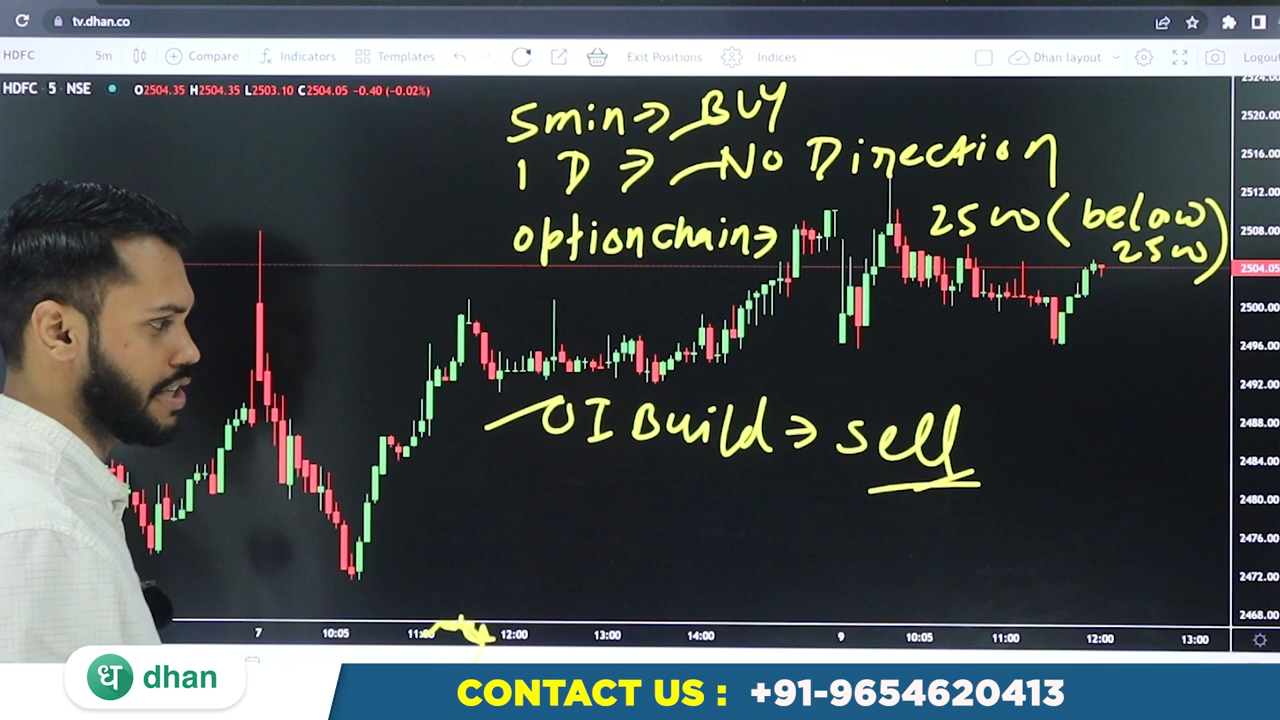 tv.dhan.co
HDFC 5m Compare Indicators Templates Exit Positions Indices Dhan layout Logout
HDFC · 5 · NSE O2504.35 H2504.35 L2503.10 C2504.05 -0.40 (-0.02%)
5min → BUY
1 D → No Direction
option chain → 2500 (below 2500)
OI Build → sell
2524.00
2520.00
2516.00
2512.00
2508.00
2504.05
2500.00
2496.00
2492.00
2488.00
2484.00
2480.00
2476.00
2472.00
2468.00
7 10:05 11:00 12:00 13:00 14:00 9 10:05 11:00 12:00 13:00
ध dhan
CONTACT US : +91-9654620413